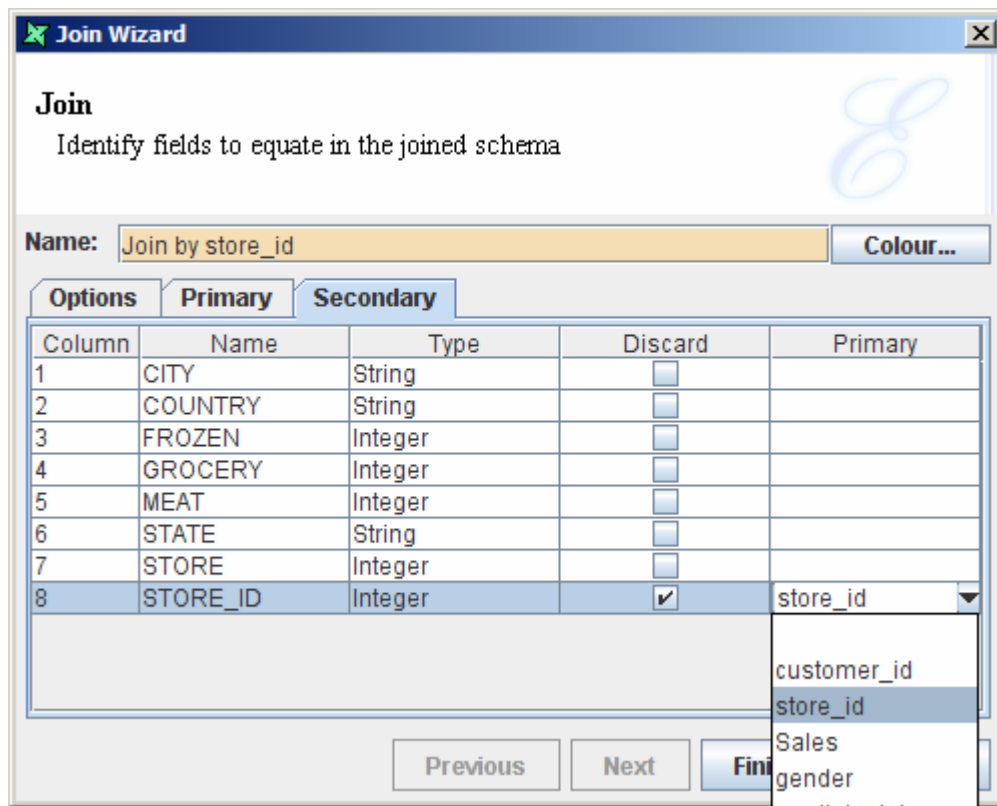 Join Wizard
Join
Identify fields to equate in the joined schema
Name: Join by store_id Colour...
Options Primary Secondary
Column Name Type Discard Primary
1 CITY String
2 COUNTRY String
3 FROZEN Integer
4 GROCERY Integer
5 MEAT Integer
6 STATE String
7 STORE Integer
8 STORE_ID Integer store_id
customer_id
store_id
Sales
gender
Previous Next Fini